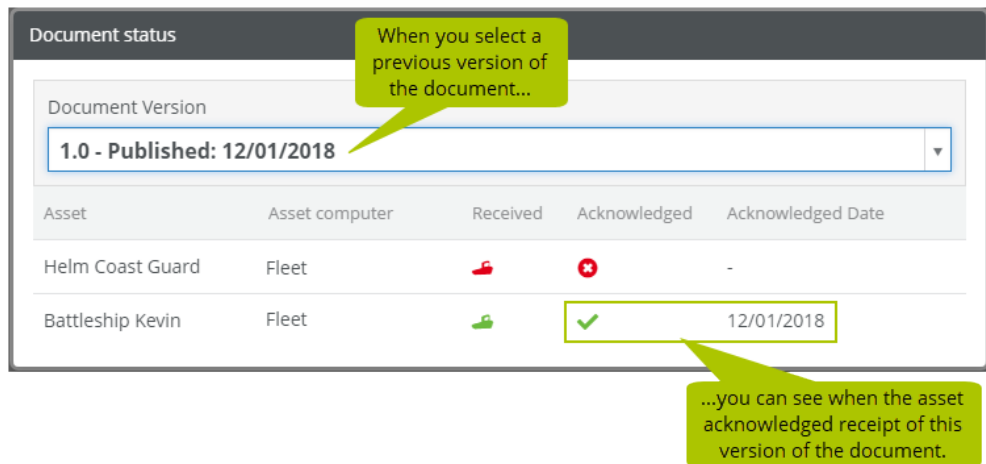 Document status
When you select a
previous version of
the document...
Document Version
1.0 - Published: 12/01/2018
Asset Asset computer Received Acknowledged Acknowledged Date
Helm Coast Guard Fleet -
Battleship Kevin Fleet 12/01/2018
...you can see when the asset
acknowledged receipt of this
version of the document.